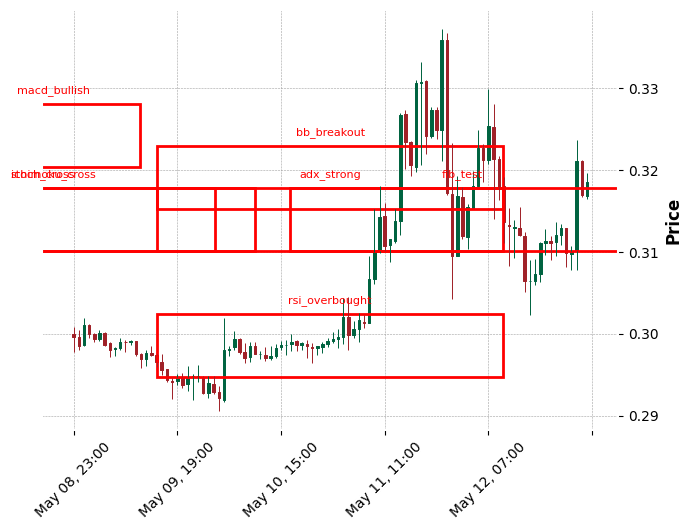 macd_bullish
bb_breakout
adx_strong
fib_test
rsi_overbought
0.33
0.32
0.31
0.30
0.29
Price
May 08, 23:00
May 09, 19:00
May 10, 15:00
May 11, 11:00
May 12, 07:00